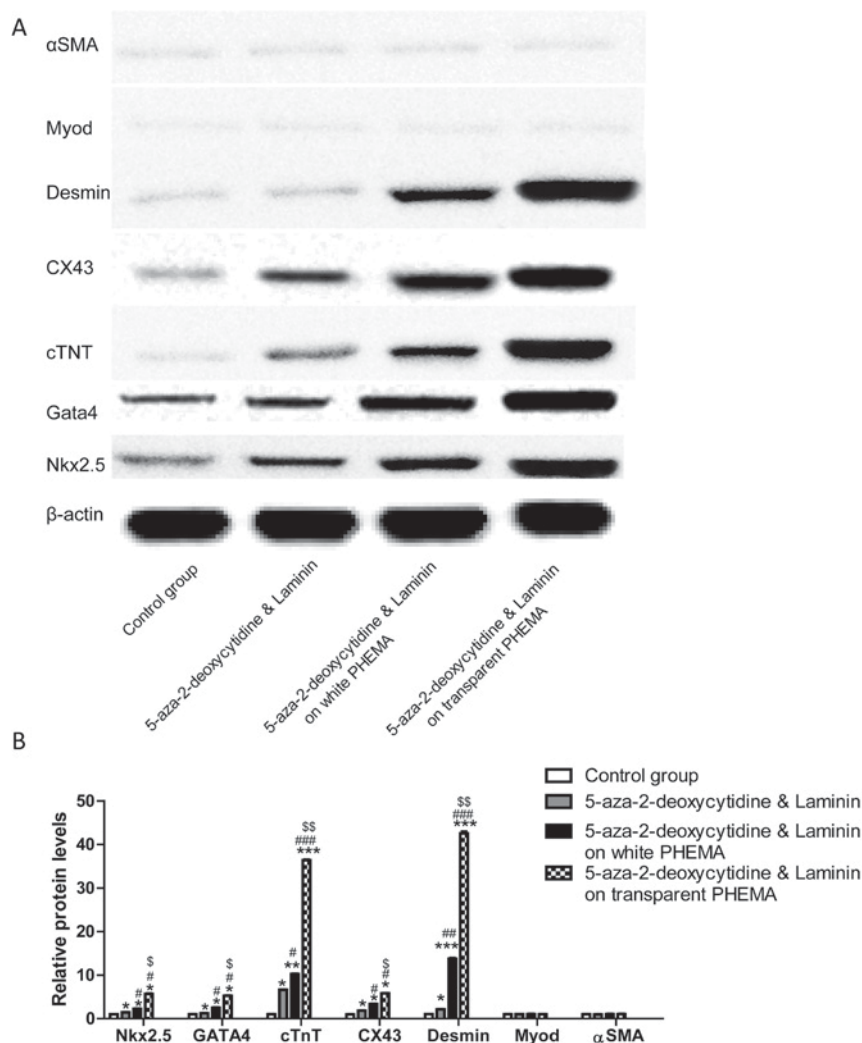 A
αSMA
Myod
Desmin
CX43
cTNT
Gata4
Nkx2.5
β-actin
Control group
5-aza-2-deoxycytidine & Laminin
5-aza-2-deoxycytidine & Laminin
on white PHEMA
5-aza-2-deoxycytidine & Laminin
on transparent PHEMA
B
Control group
5-aza-2-deoxycytidine & Laminin
5-aza-2-deoxycytidine & Laminin
on white PHEMA
5-aza-2-deoxycytidine & Laminin
on transparent PHEMA
Relative protein levels
50
40
30
20
10
0
* # * $ # *
* # * $ # *
* # ** $$ ### ***
* # * $ # *
* ## *** $$ ### ***
Nkx2.5 GATA4 cTnT CX43 Desmin Myod αSMA